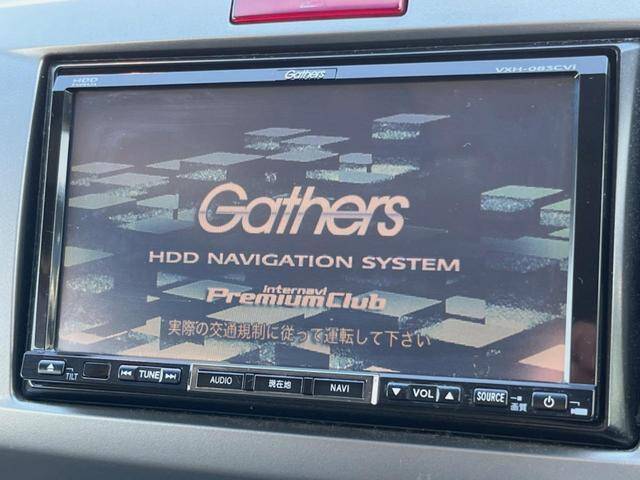 HDD
Gathers
VXH-083CVi
Gathers
HDD NAVIGATION SYSTEM
internavi
PremiumClub
実際の交通規制に従って運転して下さい
TILT
TUNE
AUDIO
現在地
NAVI
VOL
SOURCE
画質